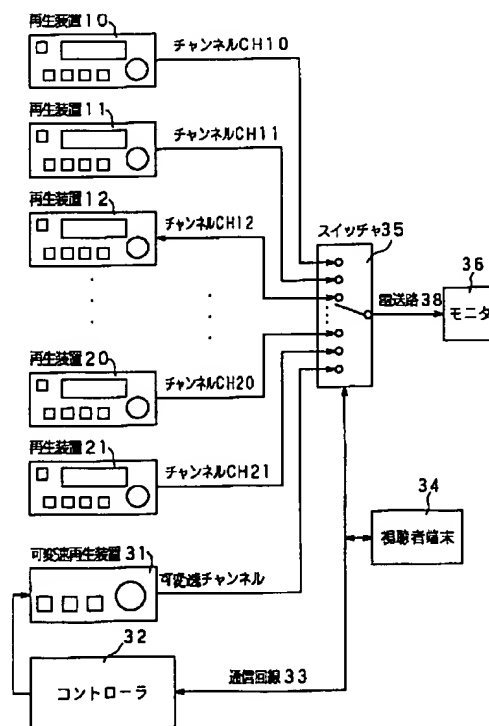 再生装置10
チャンネルCH10
再生装置11
チャンネルCH11
再生装置12
チャンネルCH12
スイッチャ35
36
電送路38
モニタ
再生装置20
チャンネルCH20
再生装置21
チャンネルCH21
34
視聴者端末
可変速再生装置31
可変速チャンネル
32
通信回線33
コントローラ